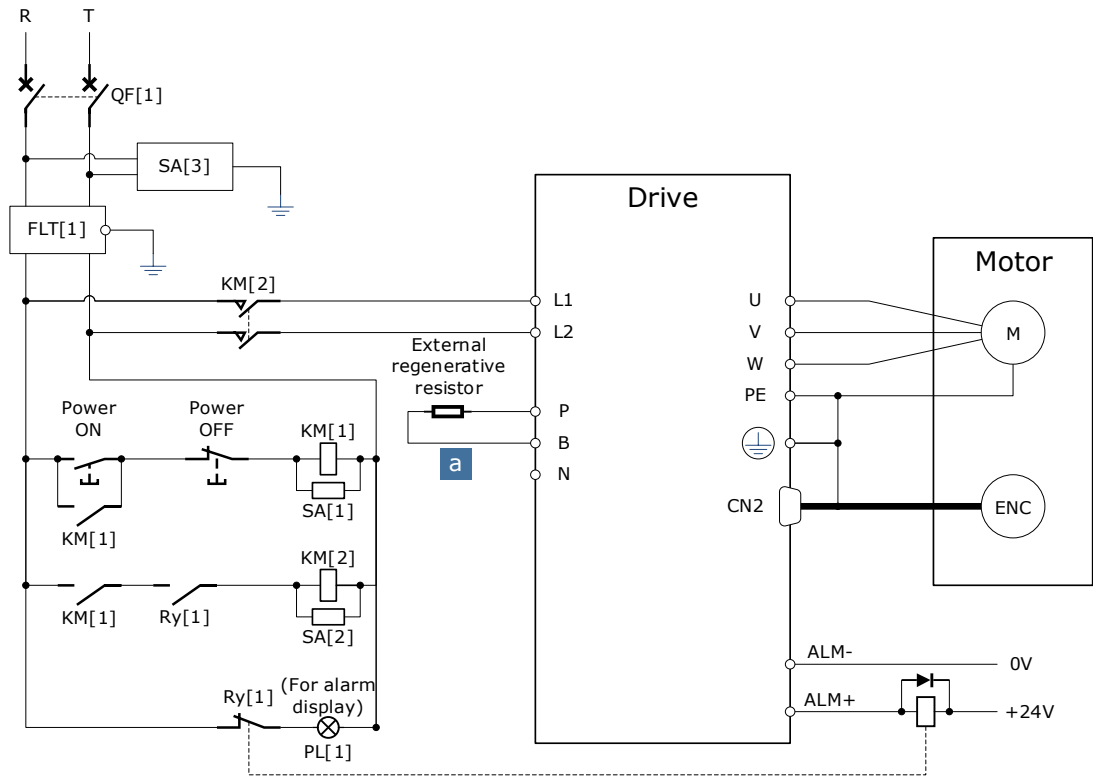 R
T
QF[1]
SA[3]
FLT[1]
KM[2]
Drive
Motor
L1
L2
U
V
W
PE
M
External
regenerative
resistor
P
B
N
a
CN2
ENC
Power
ON
Power
OFF
KM[1]
SA[1]
KM[1]
KM[2]
KM[1]
Ry[1]
SA[2]
Ry[1]
(For alarm
display)
PL[1]
ALM-
0V
ALM+
+24V